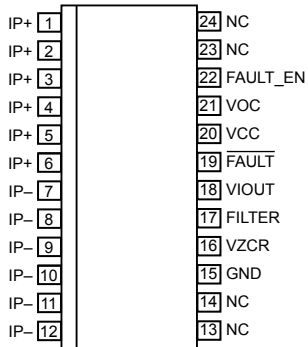 IP+ 1 24 NC
IP+ 2 23 NC
IP+ 3 22 FAULT_EN
IP+ 4 21 VOC
IP+ 5 20 VCC
IP+ 6 19 FAULT
IP– 7 18 VIOUT
IP– 8 17 FILTER
IP– 9 16 VZCR
IP– 10 15 GND
IP– 11 14 NC
IP– 12 13 NC